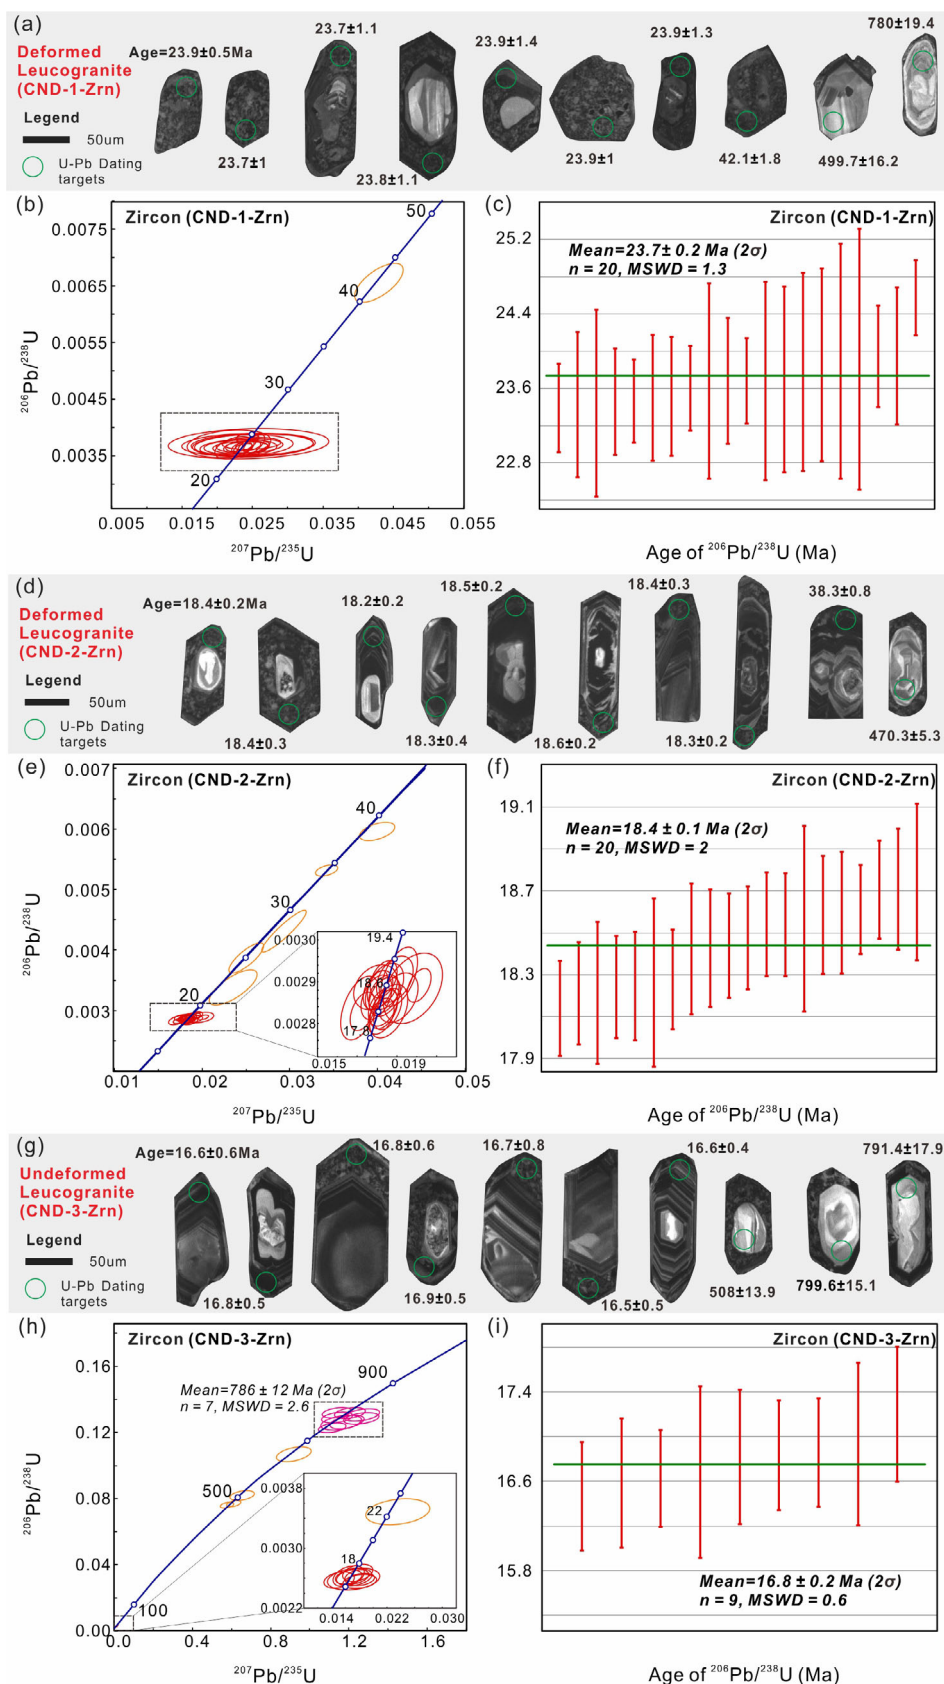 (a)
Deformed
Leucogranite
(CND-1-Zrn)
Legend
50um
U-Pb Dating
targets
Age=23.9±0.5Ma
23.7±1
23.7±1.1
23.8±1.1
23.9±1.4
23.9±1
23.9±1.3
42.1±1.8
499.7±16.2
780±19.4
(b)
Zircon (CND-1-Zrn)
50
40
30
20
0.0075
0.0065
0.0055
0.0045
0.0035
²⁰⁶Pb/²³⁸U
0.005 0.015 0.025 0.035 0.045 0.055
²⁰⁷Pb/²³⁵U
(c)
Zircon (CND-1-Zrn)
Mean=23.7± 0.2 Ma (2σ)
n = 20, MSWD = 1.3
25.2
24.4
23.6
22.8
Age of ²⁰⁶Pb/²³⁸U (Ma)
(d)
Deformed
Leucogranite
(CND-2-Zrn)
Legend
50um
U-Pb Dating
targets
Age=18.4±0.2Ma
18.4±0.3
18.2±0.2
18.3±0.4
18.5±0.2
18.6±0.2
18.4±0.3
18.3±0.2
38.3±0.8
470.3±5.3
(e)
Zircon (CND-2-Zrn)
40
30
20
0.007
0.006
0.005
0.004
0.003
²⁰⁶Pb/²³⁸U
0.01 0.02 0.03 0.04 0.05
²⁰⁷Pb/²³⁵U
19.4
18.6
17.8
0.0030
0.0029
0.0028
0.015 0.019
(f)
Zircon (CND-2-Zrn)
Mean=18.4 ± 0.1 Ma (2σ)
n = 20, MSWD = 2
19.1
18.7
18.3
17.9
Age of ²⁰⁶Pb/²³⁸U (Ma)
(g)
Undeformed
Leucogranite
(CND-3-Zrn)
Legend
50um
U-Pb Dating
targets
Age=16.6±0.6Ma
16.8±0.5
16.8±0.6
16.9±0.5
16.7±0.8
16.5±0.5
16.6±0.4
508±13.9
799.6±15.1
791.4±17.9
(h)
Zircon (CND-3-Zrn)
900
Mean=786 ± 12 Ma (2σ)
n = 7, MSWD = 2.6
500
100
0.16
0.12
0.08
0.04
0.00
²⁰⁶Pb/²³⁸U
0.0 0.4 0.8 1.2 1.6
²⁰⁷Pb/²³⁵U
22
18
0.0038
0.0030
0.0022
0.014 0.022 0.030
(i)
Zircon (CND-3-Zrn)
17.4
16.6
15.8
Mean=16.8 ± 0.2 Ma (2σ)
n = 9, MSWD = 0.6
Age of ²⁰⁶Pb/²³⁸U (Ma)